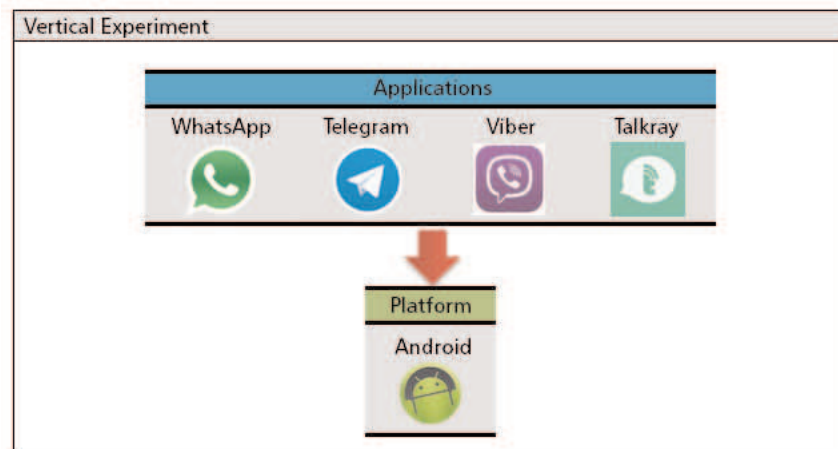 Vertical Experiment
Applications
WhatsApp Telegram Viber Talkray
Platform
Android